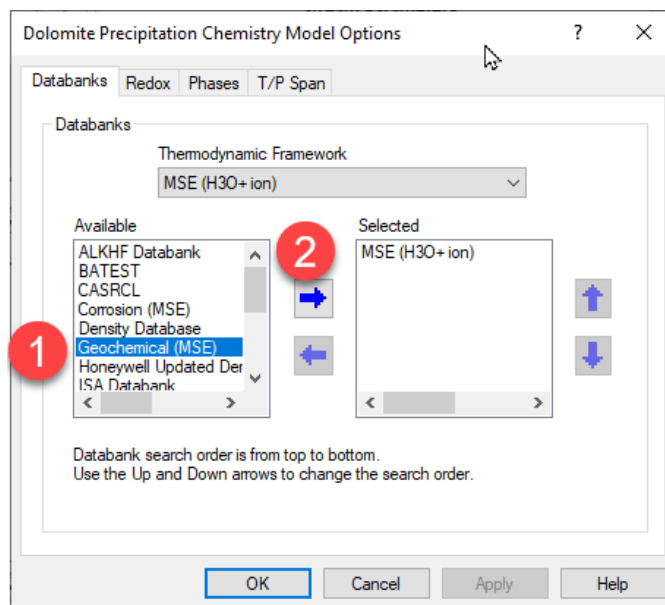 Dolomite Precipitation Chemistry Model Options ?
Databanks Redox Phases T/P Span
Databanks
Thermodynamic Framework
MSE (H3O+ ion)
Available
Selected
ALKHF Databank
BATEST
CASRCL
Corrosion (MSE)
Density Database
Geochemical (MSE)
Honeywell Updated Der
ISA Databank
MSE (H3O+ ion)
1
2
Databank search order is from top to bottom.
Use the Up and Down arrows to change the search order.
OK Cancel Apply Help